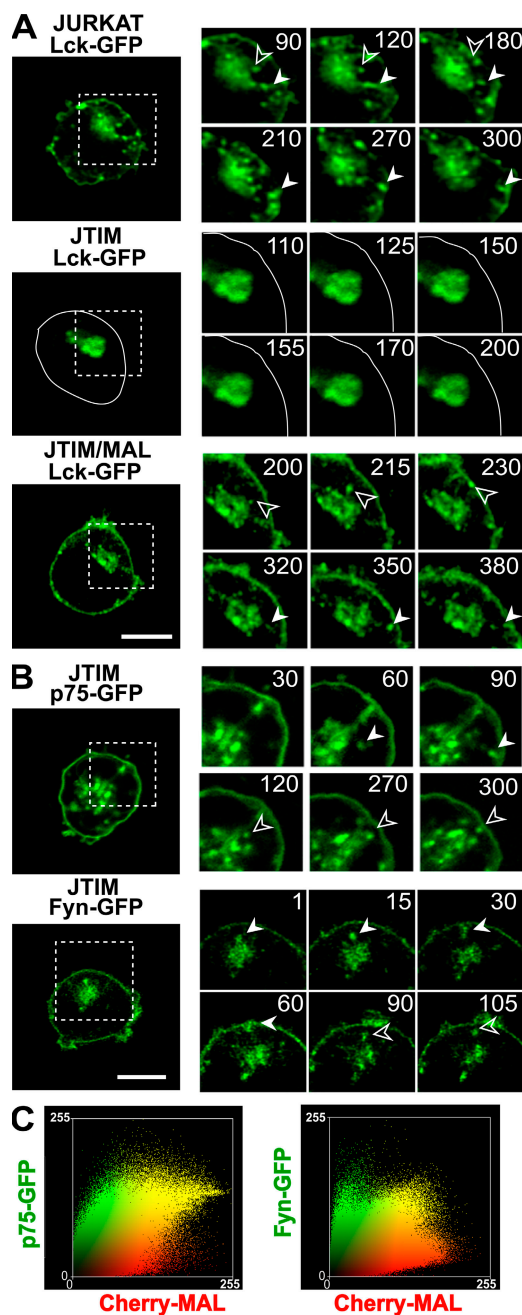 A
JURKAT
Lck-GFP
90 120 180
210 270 300
JTIM
Lck-GFP
110 125 150
155 170 200
JTIM/MAL
Lck-GFP
200 215 230
320 350 380
B
JTIM
p75-GFP
30 60 90
120 270 300
JTIM
Fyn-GFP
1 15 30
60 90 105
C
255
p75-GFP
0
Cherry-MAL
255
255
Fyn-GFP
0
Cherry-MAL
255